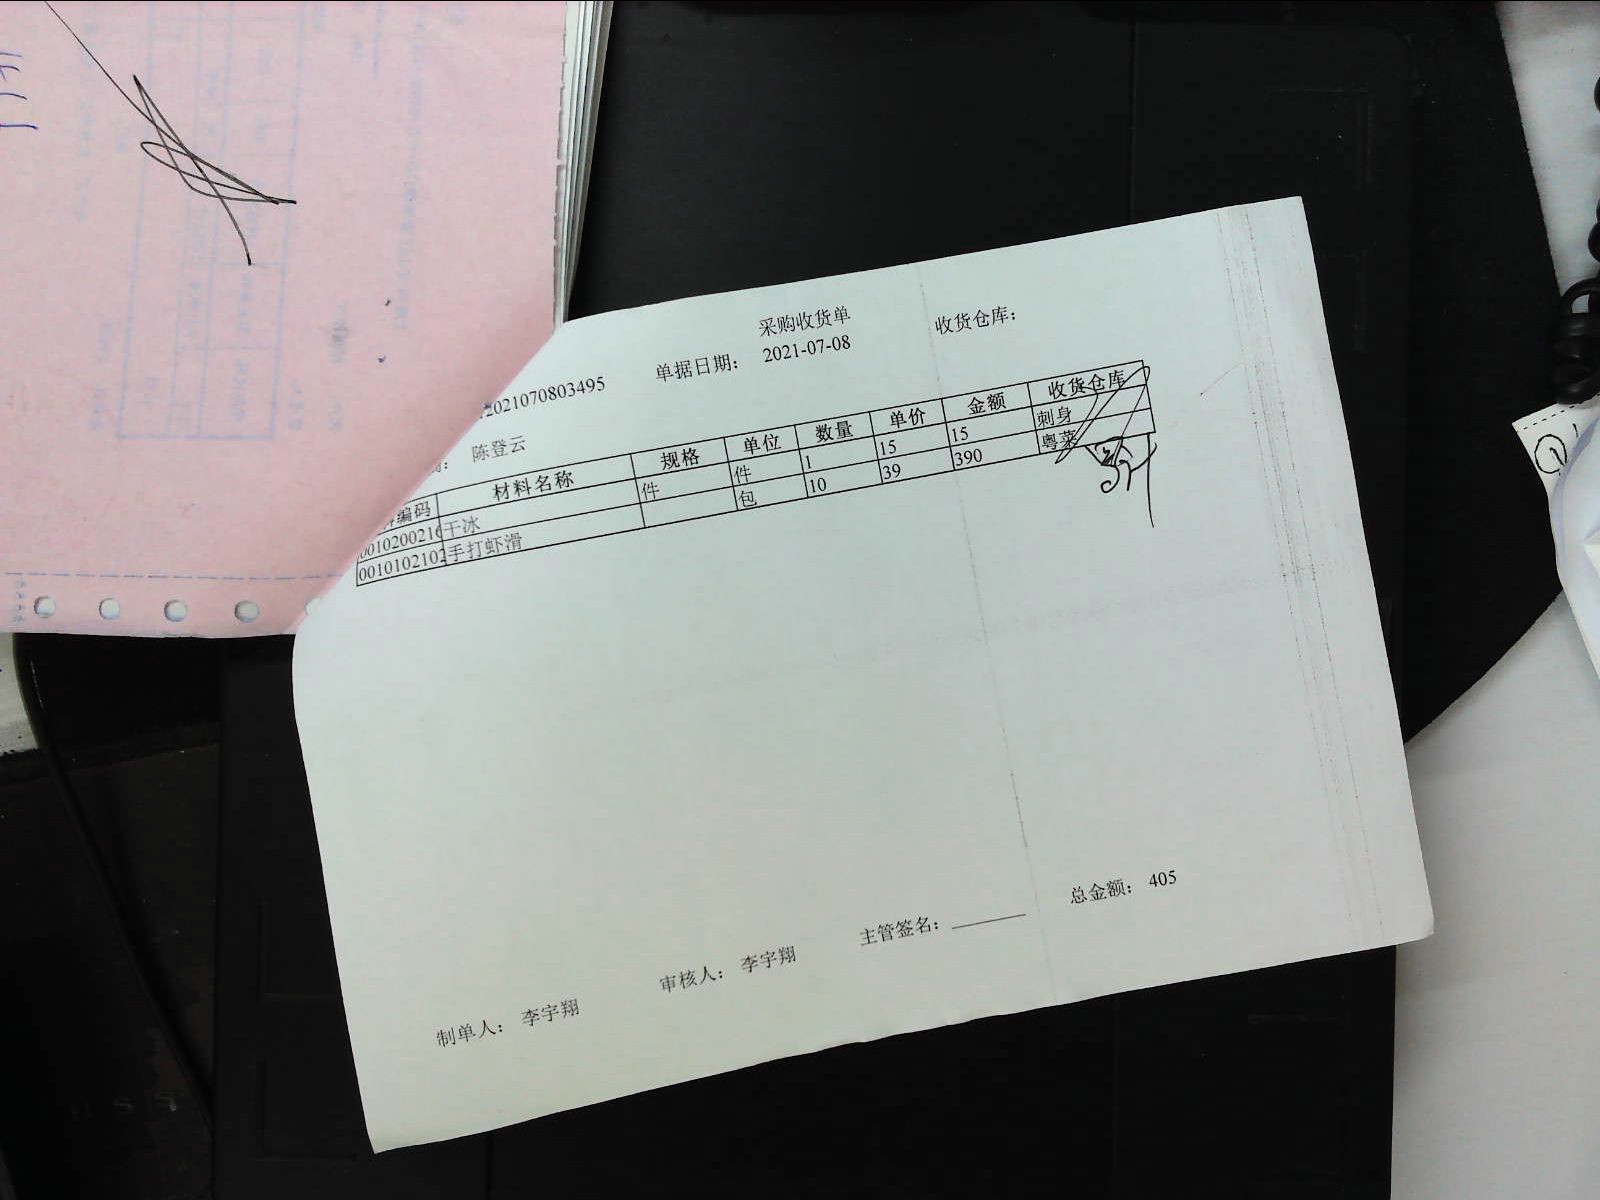 采购收货单
2021070803495 单据日期： 2021-07-08 收货仓库：
陈登云
编码 材料名称 规格 单位 数量 单价 金额 收货仓库
001020021 干冰 件 件 1 15 15 刺身
001010210 手打虾滑 包 10 39 390 粤菜
总金额： 405
制单人： 李宇翔 审核人： 李宇翔 主管签名：